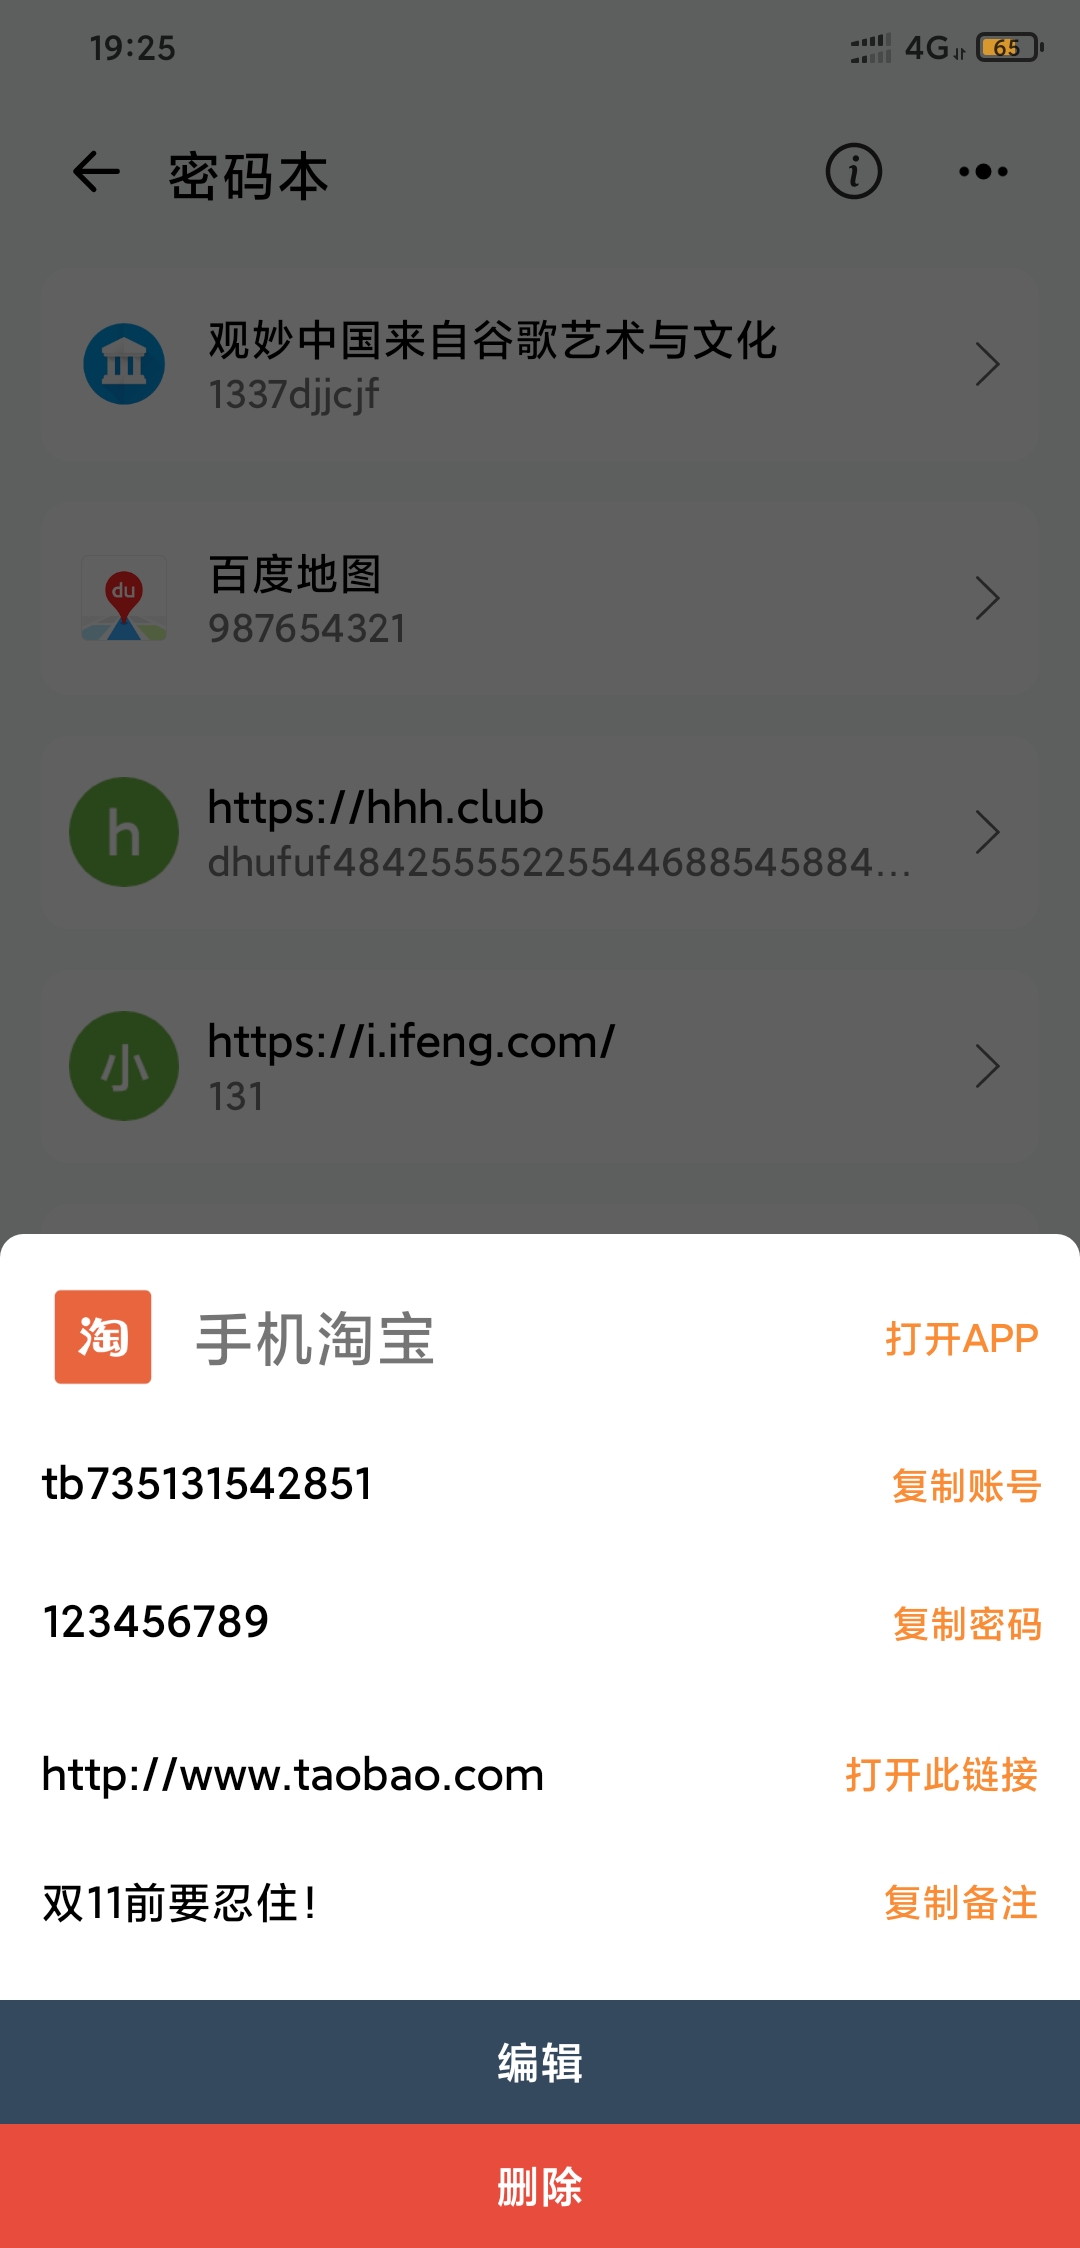 19:25
4G 65
密码本
观妙中国来自谷歌艺术与文化
1337djjcjf
du
百度地图
987654321
h
https://hhh.club
dhufuf48425555225544688545884...
小
https://i.ifeng.com/
131
淘 手机淘宝 打开APP
tb735131542851 复制账号
123456789 复制密码
http://www.taobao.com 打开此链接
双11前要忍住! 复制备注
编辑
删除